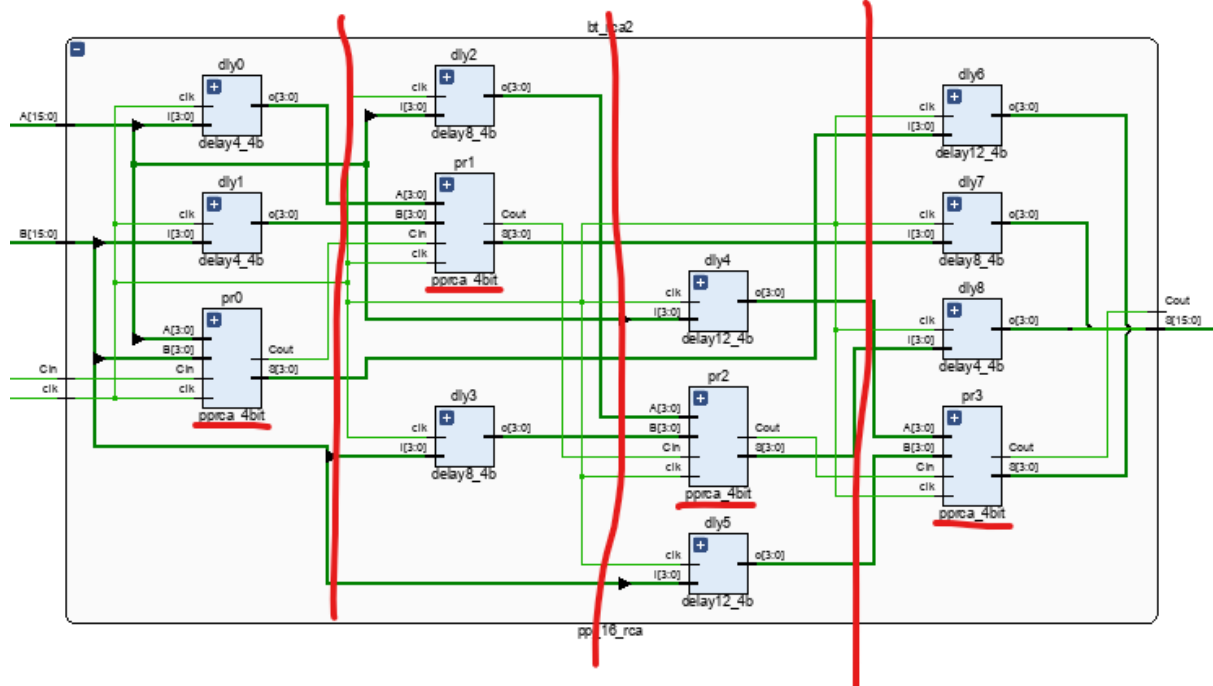 bt_rca2
dly0
clk
I[3:0]
o[3:0]
delay4_4b
A[15:0]
dly1
clk
I[3:0]
o[3:0]
delay4_4b
B[15:0]
pr0
A[3:0]
B[3:0]
Cin
clk
Cout
S[3:0]
pprca_4bit
Cin
clk
dly2
clk
I[3:0]
o[3:0]
delay8_4b
pr1
A[3:0]
B[3:0]
Cin
clk
Cout
S[3:0]
pprca_4bit
dly3
clk
I[3:0]
o[3:0]
delay8_4b
dly4
clk
I[3:0]
o[3:0]
delay12_4b
pr2
A[3:0]
B[3:0]
Cin
clk
Cout
S[3:0]
pprca_4bit
dly5
clk
I[3:0]
o[3:0]
delay12_4b
dly6
clk
I[3:0]
o[3:0]
delay12_4b
dly7
clk
I[3:0]
o[3:0]
delay8_4b
dly8
clk
I[3:0]
o[3:0]
delay4_4b
pr3
A[3:0]
B[3:0]
Cin
clk
Cout
S[3:0]
pprca_4bit
Cout
S[15:0]